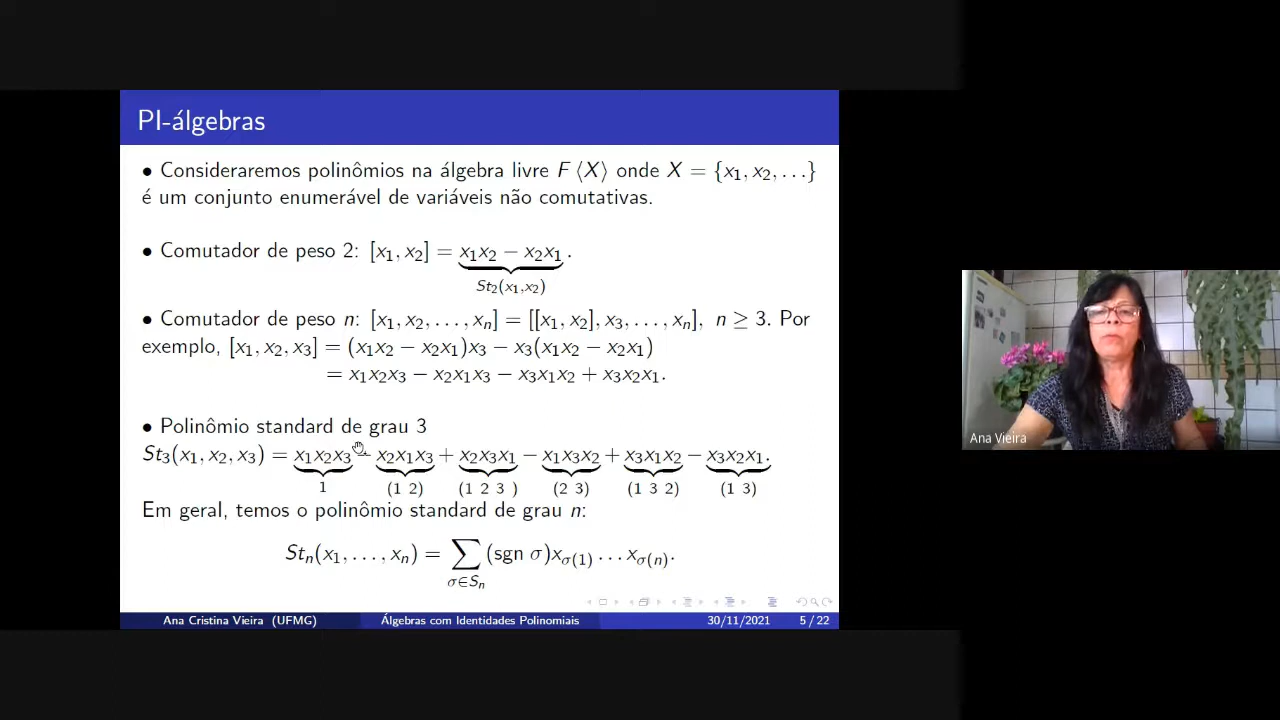 PI-álgebras
• Consideraremos polinômios na álgebra livre F ⟨X⟩ onde X = {x₁, x₂, . . .}
é um conjunto enumerável de variáveis não comutativas.
• Comutador de peso 2: [x₁, x₂] = x₁x₂ − x₂x₁ .
St₂(x₁,x₂)
• Comutador de peso n: [x₁, x₂, . . . , xₙ] = [[x₁, x₂], x₃, . . . , xₙ], n ≥ 3. Por
exemplo, [x₁, x₂, x₃] = (x₁x₂ − x₂x₁)x₃ − x₃(x₁x₂ − x₂x₁)
= x₁x₂x₃ − x₂x₁x₃ − x₃x₁x₂ + x₃x₂x₁.
• Polinômio standard de grau 3
St₃(x₁, x₂, x₃) = x₁x₂x₃ − x₂x₁x₃ + x₂x₃x₁ − x₁x₃x₂ + x₃x₁x₂ − x₃x₂x₁.
1 (1 2) (1 2 3 ) (2 3) (1 3 2) (1 3)
Em geral, temos o polinômio standard de grau n:
Stₙ(x₁, . . . , xₙ) = ∑ (sgn σ)x_σ(1) . . . x_σ(n).
σ∈Sₙ
Ana Cristina Vieira (UFMG) Álgebras com Identidades Polinomiais 30/11/2021 5 / 22
Ana Vieira